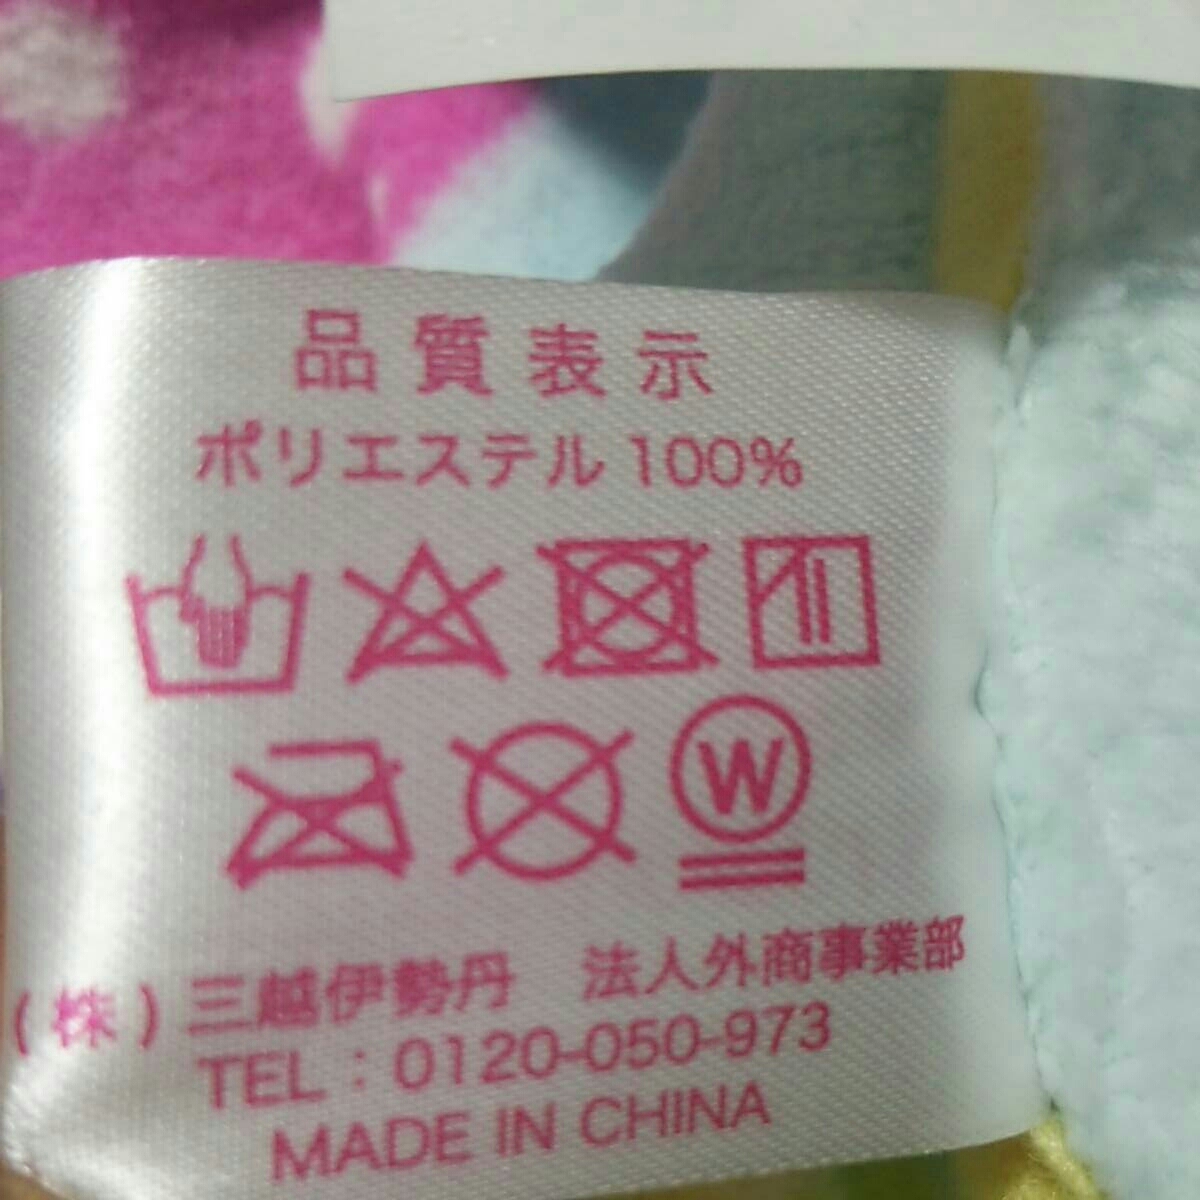 品質表示
ポリエステル 100%
W
(株)三越伊勢丹 法人外商事業部
TEL：0120-050-973
MADE IN CHINA